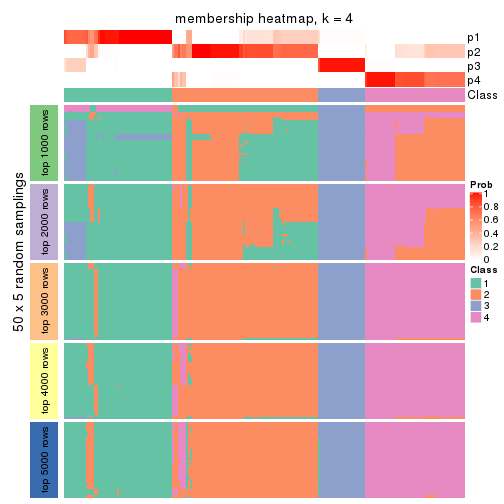 membership heatmap, k = 4
p1
p2
p3
p4
Class
50 x 5 random samplings
top 1000 rows
top 2000 rows
top 3000 rows
top 4000 rows
top 5000 rows
Prob
1
0.8
0.6
0.4
0.2
0
Class
1
2
3
4